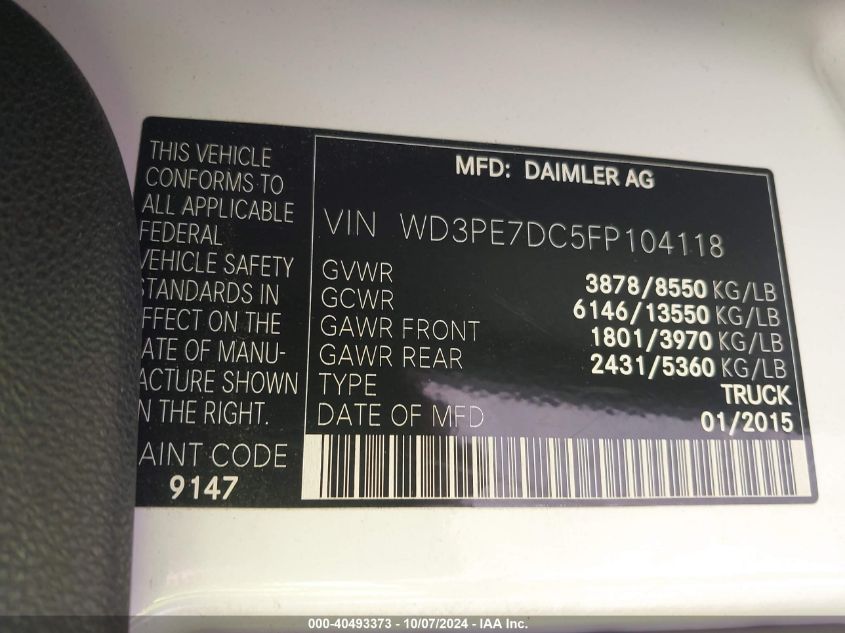 THIS VEHICLE
CONFORMS TO
ALL APPLICABLE
FEDERAL
VEHICLE SAFETY
TANDARDS IN
FFECT ON THE
ATE OF MANU-
ACTURE SHOWN
N THE RIGHT.
AINT CODE
9147
MFD: DAIMLER AG
VIN WD3PE7DC5FP104118
GVWR 3878/8550 KG/LB
GCWR 6146/13550 KG/LB
GAWR FRONT 1801/3970 KG/LB
GAWR REAR 2431/5360 KG/LB
TYPE TRUCK
DATE OF MFD 01/2015
000-40493373 - 10/07/2024 - IAA Inc.